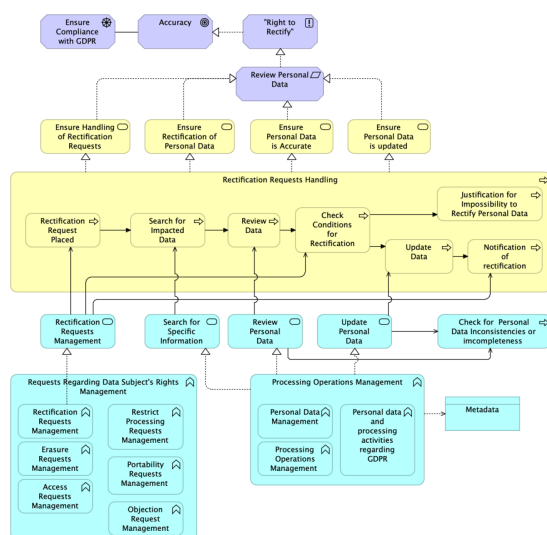 Ensure
Compliance
with GDPR
Accuracy
"Right to
Rectify"
Review Personal
Data
Ensure Handling
of Rectification
Requests
Ensure
Rectification of
Personal Data
Ensure
Personal Data
is Accurate
Ensure
Personal Data
is updated
Rectification Requests Handling
Rectification
Request
Placed
Search for
Impacted
Data
Review
Data
Check
Conditions
for
Rectification
Justification for
Impossibility to
Rectify Personal Data
Update
Data
Notification
of
rectification
Rectification
Requests
Management
Search for
Specific
Information
Review
Personal
Data
Update
Personal
Data
Check for Personal
Data Inconsistencies or
imcompleteness
Requests Regarding Data Subject's Rights
Management
Rectification
Requests
Management
Restrict
Processing
Requests
Management
Erasure
Requests
Management
Portability
Requests
Management
Access
Requests
Management
Objection
Request
Management
Processing Operations Management
Personal Data
Management
Personal data
and
processing
activities
regarding
GDPR
Processing
Operations
Management
Metadata